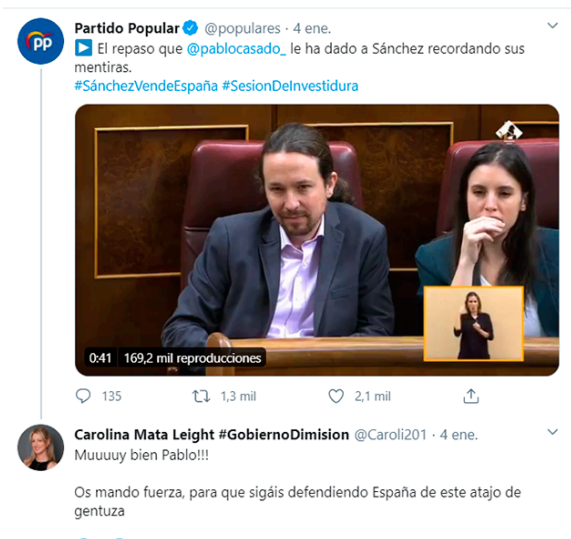 Partido Popular @populares · 4 ene.
El repaso que @pablocasado_ le ha dado a Sánchez recordando sus
mentiras.
#SánchezVendeEspaña #SesionDeInvestidura
0:41 169,2 mil reproducciones
135 1,3 mil 2,1 mil
Carolina Mata Leight #GobiernoDimision @Caroli201 · 4 ene.
Muuuuy bien Pablo!!!
Os mando fuerza, para que sigáis defendiendo España de este atajo de
gentuza
pp